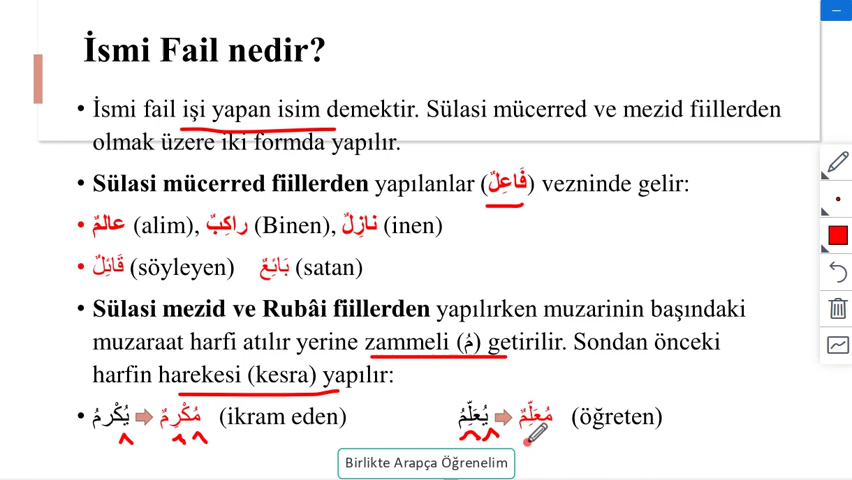 İsmi Fail nedir?
• İsmi fail işi yapan isim demektir. Sülasi mücerred ve mezid fiillerden
olmak üzere iki formda yapılır.
• Sülasi mücerred fiillerden yapılanlar (فَاعِلٌ) vezninde gelir:
• عالمٌ (alim), راكِبٌ (Binen), نازِلٌ (inen)
• قَائِلٌ (söyleyen) بَائِعٌ (satan)
• Sülasi mezid ve Rubâi fiillerden yapılırken muzarinin başındaki
muzaraat harfi atılır yerine zammeli (مُ) getirilir. Sondan önceki
harfin harekesi (kesra) yapılır:
• يُكْرِمُ مُكْرِمٌ (ikram eden) يُعَلِّمُ مُعَلِّمٌ (öğreten)
Birlikte Arapça Öğrenelim